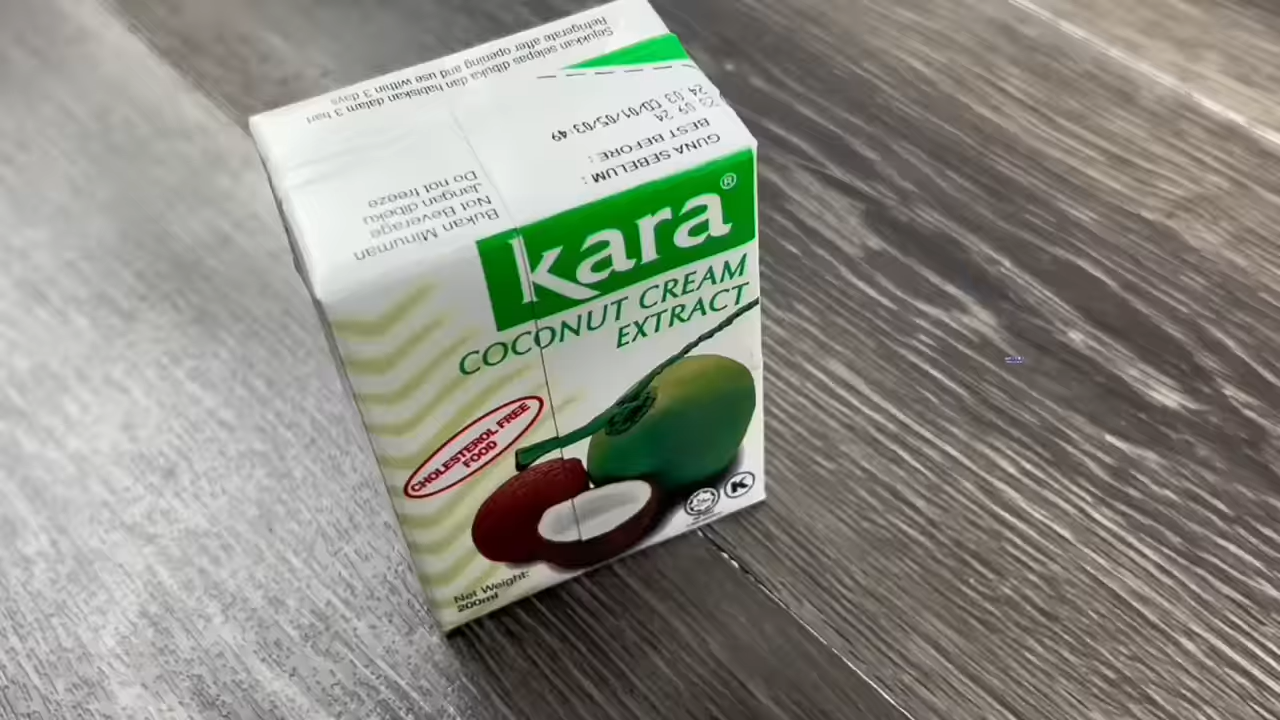 kara®
COCONUT CREAM
EXTRACT
CHOLESTEROL FREE
FOOD
K
Net Weight:
200ml
GUNA SEBELUM :
BEST BEFORE :
09 24
24 03 CD/01/05/03:49
Bukan Minuman
Not Beverage
Jangan dibeku
Do not freeze
Sejukkan selepas dibuka dan habiskan dalam 3 hari
Refrigerate after opening and use within 3 days